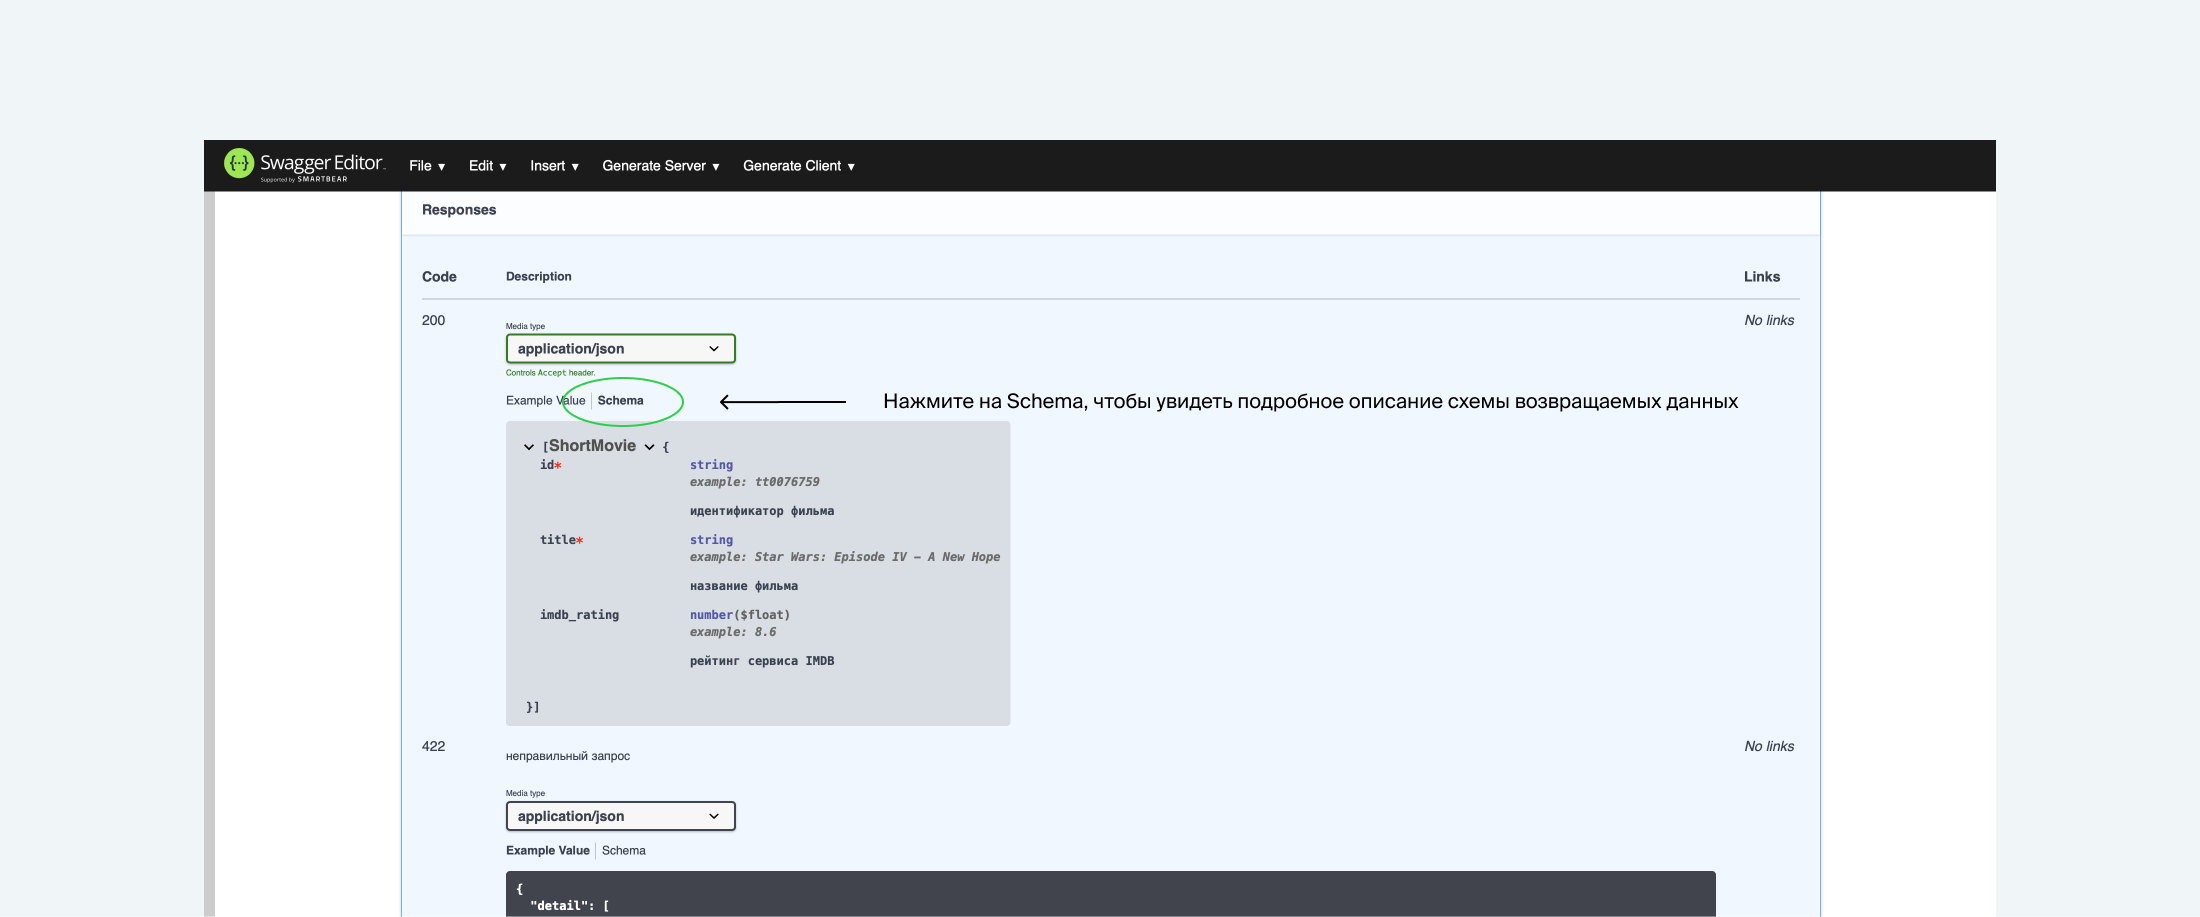 Swagger Editor
Supported by SMARTBEAR
File ▾ Edit ▾ Insert ▾ Generate Server ▾ Generate Client ▾
Responses
Code Description Links
200 No links
Media type
application/json
Controls Accept header.
Example Value | Schema
Нажмите на Schema, чтобы увидеть подробное описание схемы возвращаемых данных
[ShortMovie {
id* string
example: tt0076759
идентификатор фильма
title* string
example: Star Wars: Episode IV - A New Hope
название фильма
imdb_rating number($float)
example: 8.6
рейтинг сервиса IMDB
}]
422 No links
неправильный запрос
Media type
application/json
Example Value | Schema
{
"detail": [